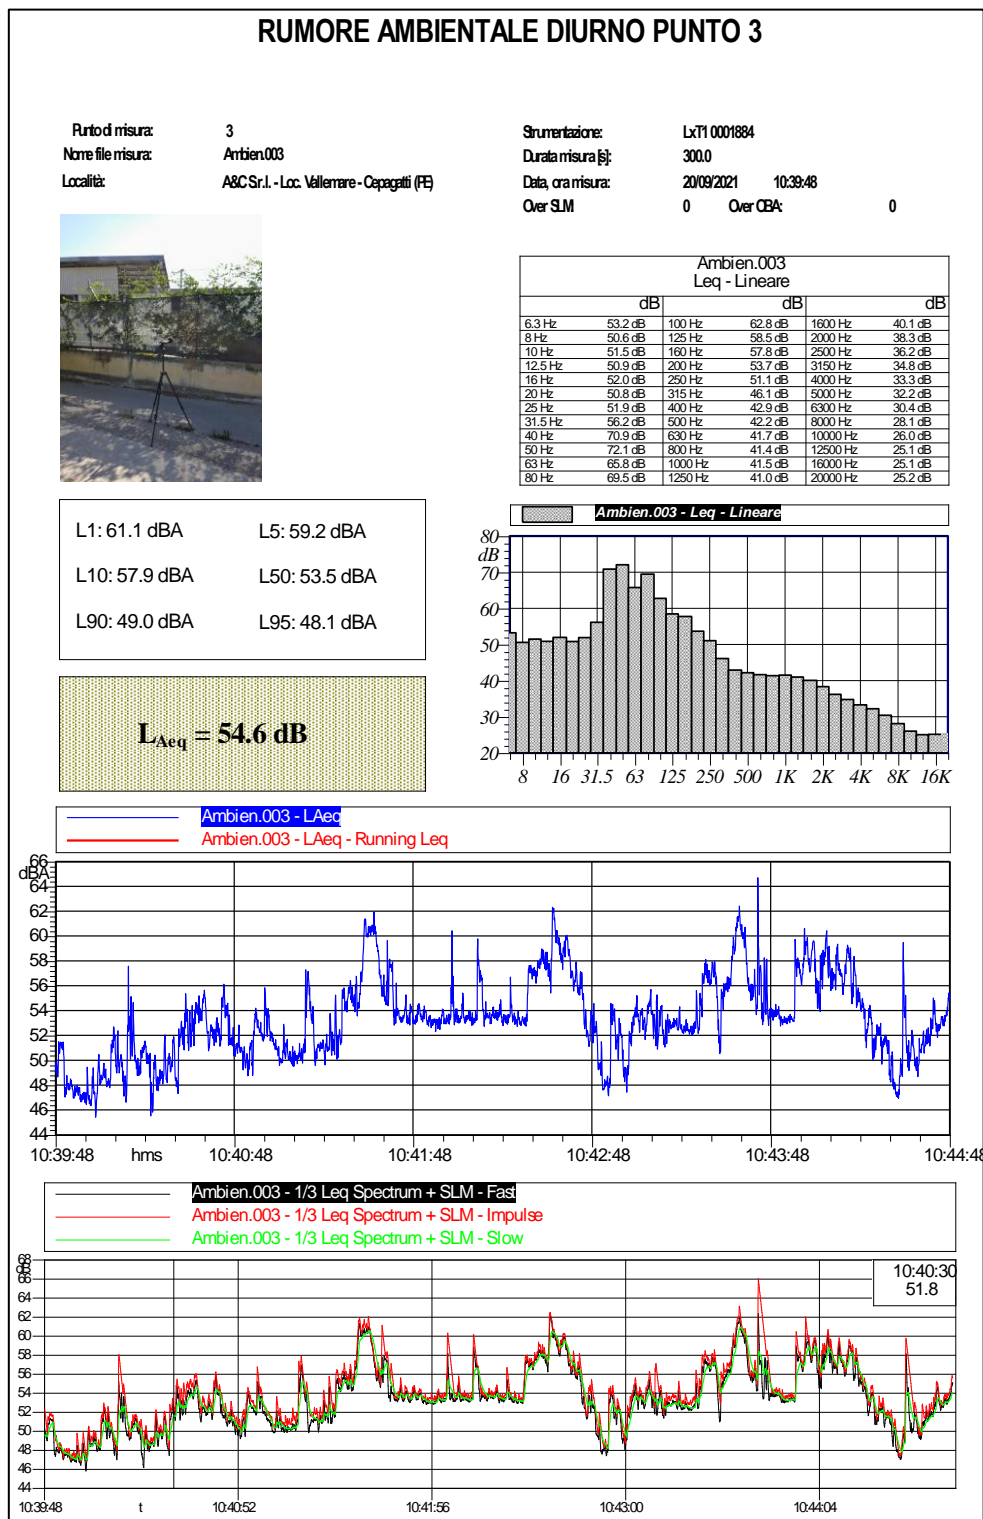 RUMORE AMBIENTALE DIURNO PUNTO 3
Punto di misura: 3
Nome file misura: Ambien.003
Località: A&C S.r.l. - Loc. Vallemare - Cepagatti (PE)
Strumentazione: LxT1 0001884
Durata misura [s]: 300.0
Data, ora misura: 20/09/2021 10:39:48
Over SLM 0 Over OBA: 0
Ambien.003
Leq - Lineare
dB dB dB
6.3 Hz 53.2 dB 100 Hz 62.8 dB 1600 Hz 40.1 dB
8 Hz 50.6 dB 125 Hz 58.5 dB 2000 Hz 38.3 dB
10 Hz 51.5 dB 160 Hz 57.8 dB 2500 Hz 36.2 dB
12.5 Hz 50.9 dB 200 Hz 53.7 dB 3150 Hz 34.8 dB
16 Hz 52.0 dB 250 Hz 51.1 dB 4000 Hz 33.3 dB
20 Hz 50.8 dB 315 Hz 46.1 dB 5000 Hz 32.2 dB
25 Hz 51.9 dB 400 Hz 42.9 dB 6300 Hz 30.4 dB
31.5 Hz 56.2 dB 500 Hz 42.2 dB 8000 Hz 28.1 dB
40 Hz 70.9 dB 630 Hz 41.7 dB 10000 Hz 26.0 dB
50 Hz 72.1 dB 800 Hz 41.4 dB 12500 Hz 25.1 dB
63 Hz 65.8 dB 1000 Hz 41.5 dB 16000 Hz 25.1 dB
80 Hz 69.5 dB 1250 Hz 41.0 dB 20000 Hz 25.2 dB
L1: 61.1 dBA L5: 59.2 dBA
L10: 57.9 dBA L50: 53.5 dBA
L90: 49.0 dBA L95: 48.1 dBA
LAeq = 54.6 dB
Ambien.003 - Leq - Lineare
80
dB
70
60
50
40
30
20
8 16 31.5 63 125 250 500 1K 2K 4K 8K 16K
Ambien.003 - LAeq
Ambien.003 - LAeq - Running Leq
66
dBA
64
62
60
58
56
54
52
50
48
46
44
10:39:48 hms 10:40:48 10:41:48 10:42:48 10:43:48 10:44:48
Ambien.003 - 1/3 Leq Spectrum + SLM - Fast
Ambien.003 - 1/3 Leq Spectrum + SLM - Impulse
Ambien.003 - 1/3 Leq Spectrum + SLM - Slow
68
dB
66
64
62
60
58
56
54
52
50
48
46
44
10:40:30
51.8
10:39:48 t 10:40:52 10:41:56 10:43:00 10:44:04